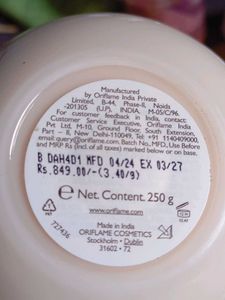 Manufactured
by Oriflame India Private
Limited, B-44, Phase-II, Noida
-201305 (U.P), INDIA, M-05/C/96.
For customer feedback in India, contact
Customer Service Executive, Oriflame India
Pvt Ltd, M-10, Ground Floor, South Extension,
Part – II, New Delhi-110049, Tel: +91 1140409000,
email:query@oriflame.com. Batch No.,MFD., Use Before
and MRP Rs (incl. of all taxes) marked below or on base.
B DAH4D1 MFD 04/24 EX 03/27
Rs.849.00/-(3.40/g)
e Net. Content. 250 g
www.oriflame.com
Made in India
ORIFLAME COSMETICS
Stockholm · Dublin
31602 · 72
727436